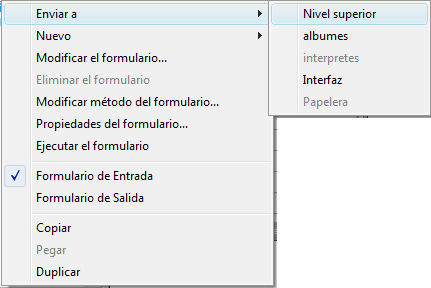 Enviar a
Nuevo
Modificar el formulario...
Eliminar el formulario
Modificar método del formulario...
Propiedades del formulario...
Ejecutar el formulario
Formulario de Entrada
Formulario de Salida
Copiar
Pegar
Duplicar
Nivel superior
albumes
interpretes
Interfaz
Papelera